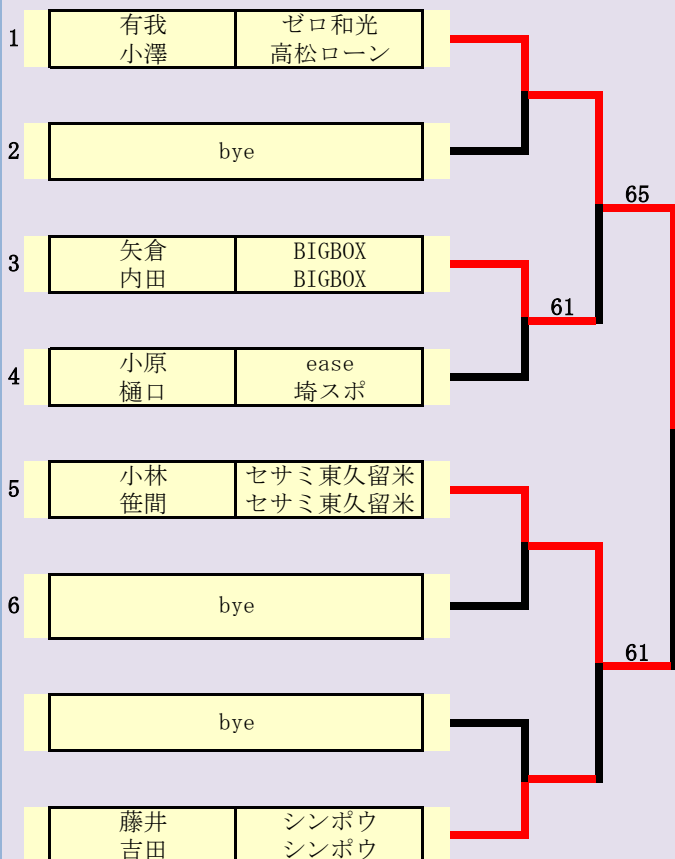 有我 ゼロ和光
1
小澤 高松ローン
2 bye
65
矢倉 BIGBOX
3
内田 BIGBOX
61
小原 ease
4
樋口 埼スポ
小林 セサミ東久留米
5
笹間 セサミ東久留米
6 bye
61
bye
藤井 シンポウ
吉田 シンポウ